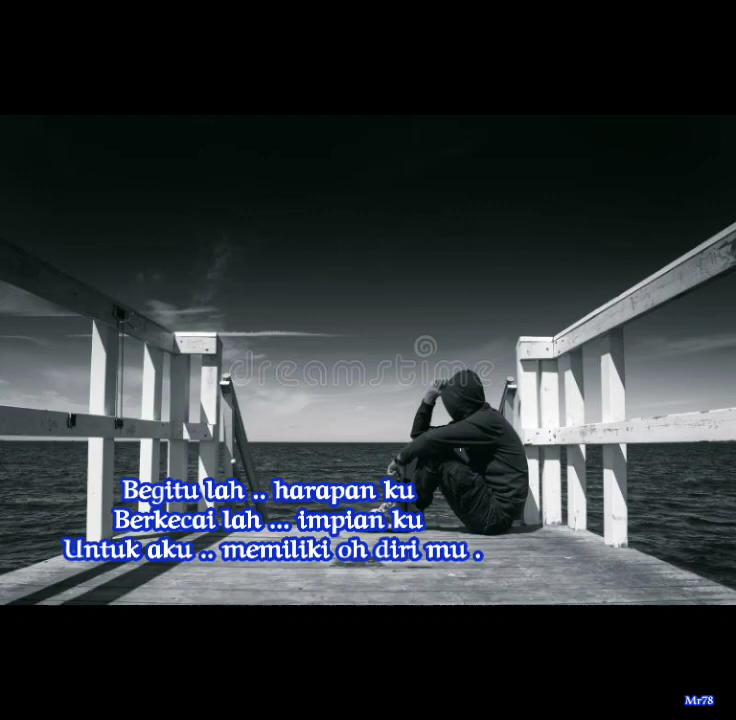 dreamstime
Begitu lah .. harapan ku
Berkecai lah ... impian ku
Untuk aku .. memiliki oh diri mu .
Mr78